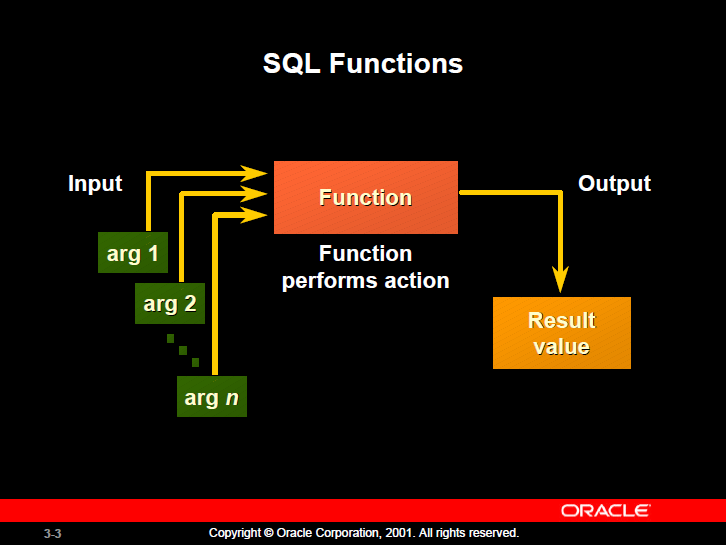 SQL Functions
Input
Function
Output
arg 1
Function
performs action
arg 2
Result
value
arg n
ORACLE
3-3
Copyright © Oracle Corporation, 2001. All rights reserved.